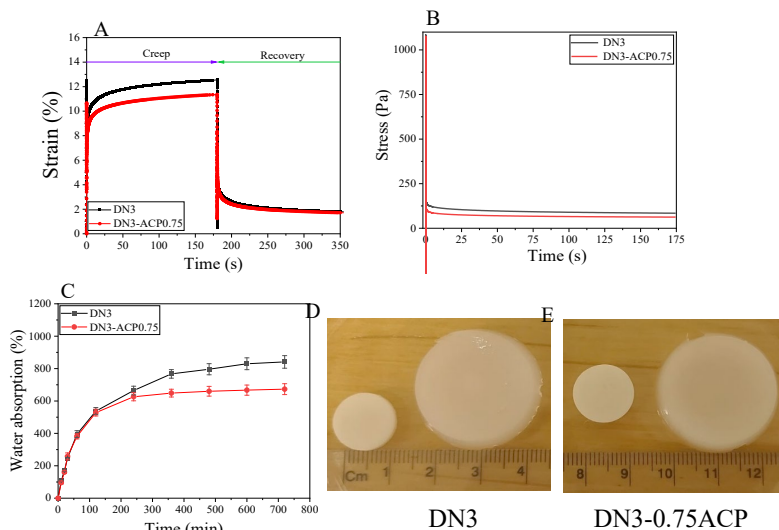 A
16
14
12
10
8
6
4
2
0
Strain (%)
Creep
Recovery
DN3
DN3-ACP0.75
0
50
100
150
200
250
300
350
Time (s)
B
1000
750
500
250
0
Stress (Pa)
DN3
DN3-ACP0.75
0
25
50
75
100
125
150
175
Time (s)
C
1200
1000
800
600
400
200
0
Water absorption (%)
DN3
DN3-ACP0.75
0
100
200
300
400
500
600
700
800
Time (min)
D
Cm 1 2 3 4
DN3
E
8 9 10 11 12
DN3-0.75ACP